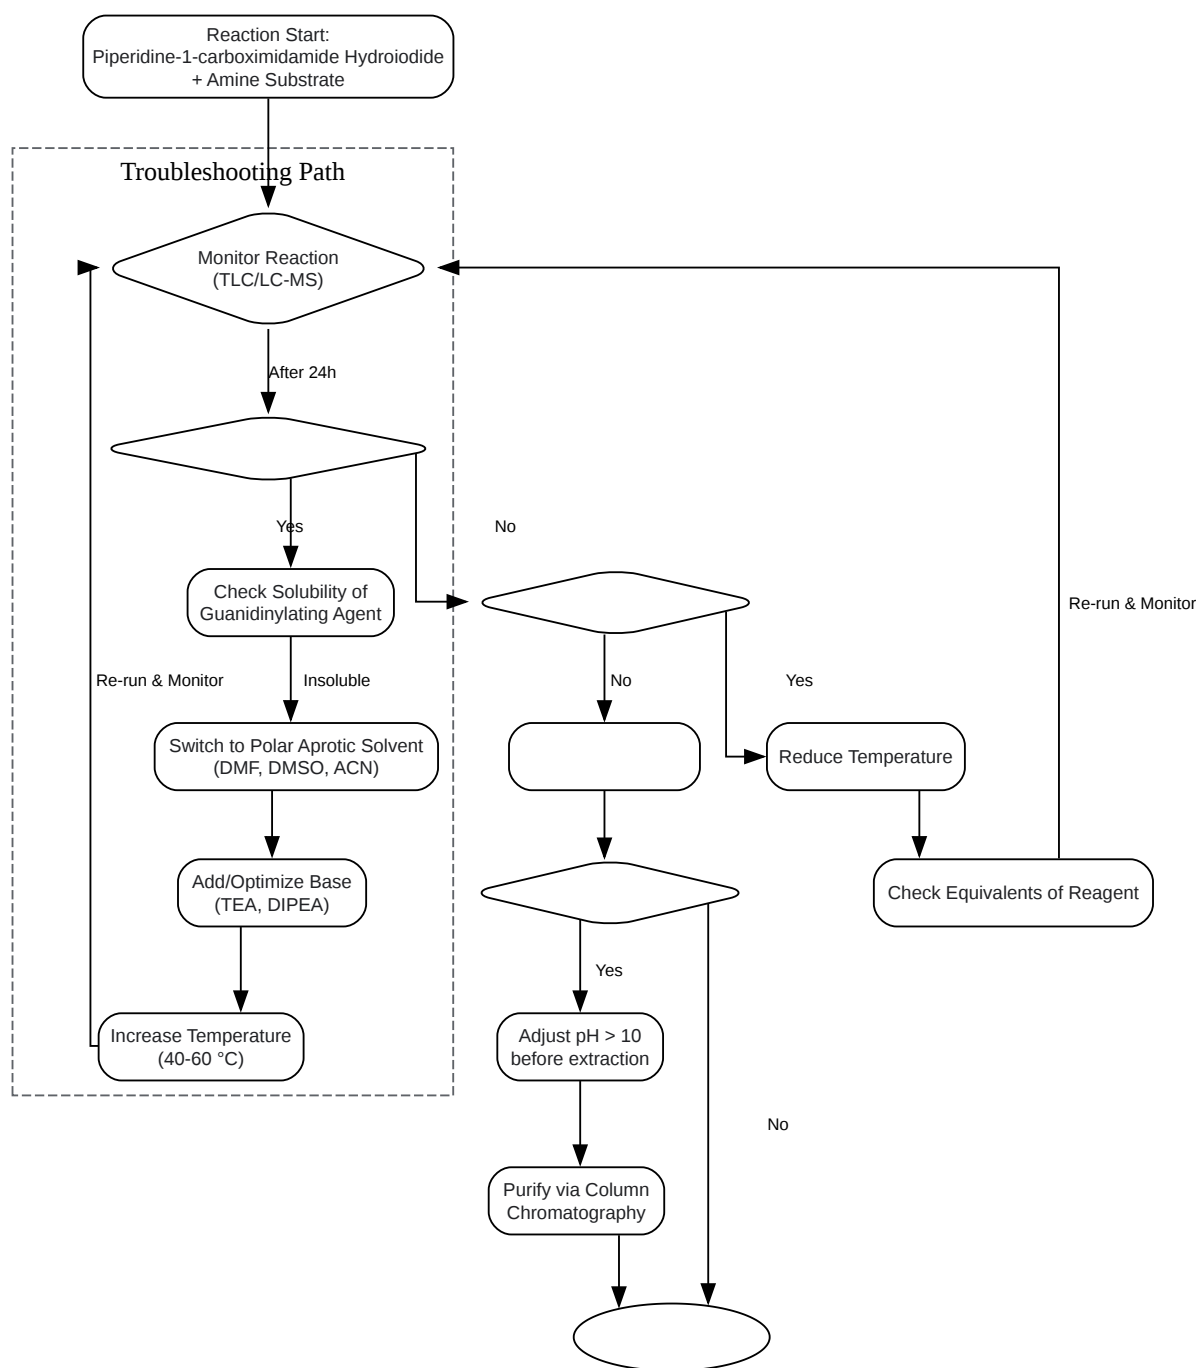 Reaction Start:
Piperidine-1-carboximidamide Hydroiodide
+ Amine Substrate
Troubleshooting Path
Monitor Reaction
(TLC/LC-MS)
After 24h
Yes
No
Check Solubility of
Guanidinylating Agent
Re-run & Monitor
Re-run & Monitor
Insoluble
No
Yes
Switch to Polar Aprotic Solvent
(DMF, DMSO, ACN)
Reduce Temperature
Add/Optimize Base
(TEA, DIPEA)
Check Equivalents of Reagent
Yes
Increase Temperature
(40-60 °C)
Adjust pH > 10
before extraction
No
Purify via Column
Chromatography